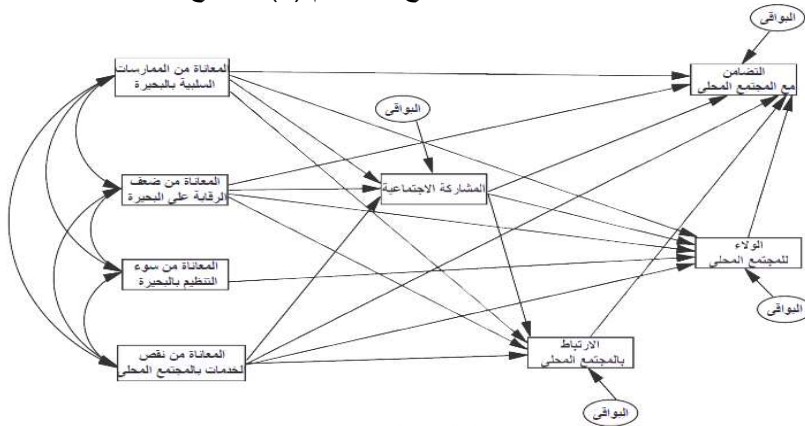 البواقى
التضامن
مع المجتمع المحلى
المعاناة من الممارسات
السلبية بالبحيرة
البواقى
المشاركة الاجتماعية
المعاناة من ضعف
الرقابة على البحيرة
الولاء
للمجتمع المحلى
المعاناة من سوء
التنظيم بالبحيرة
البواقى
الارتباط
بالمجتمع المحلى
المعاناة من نقص
لخدمات بالمجتمع المحلى
البواقى